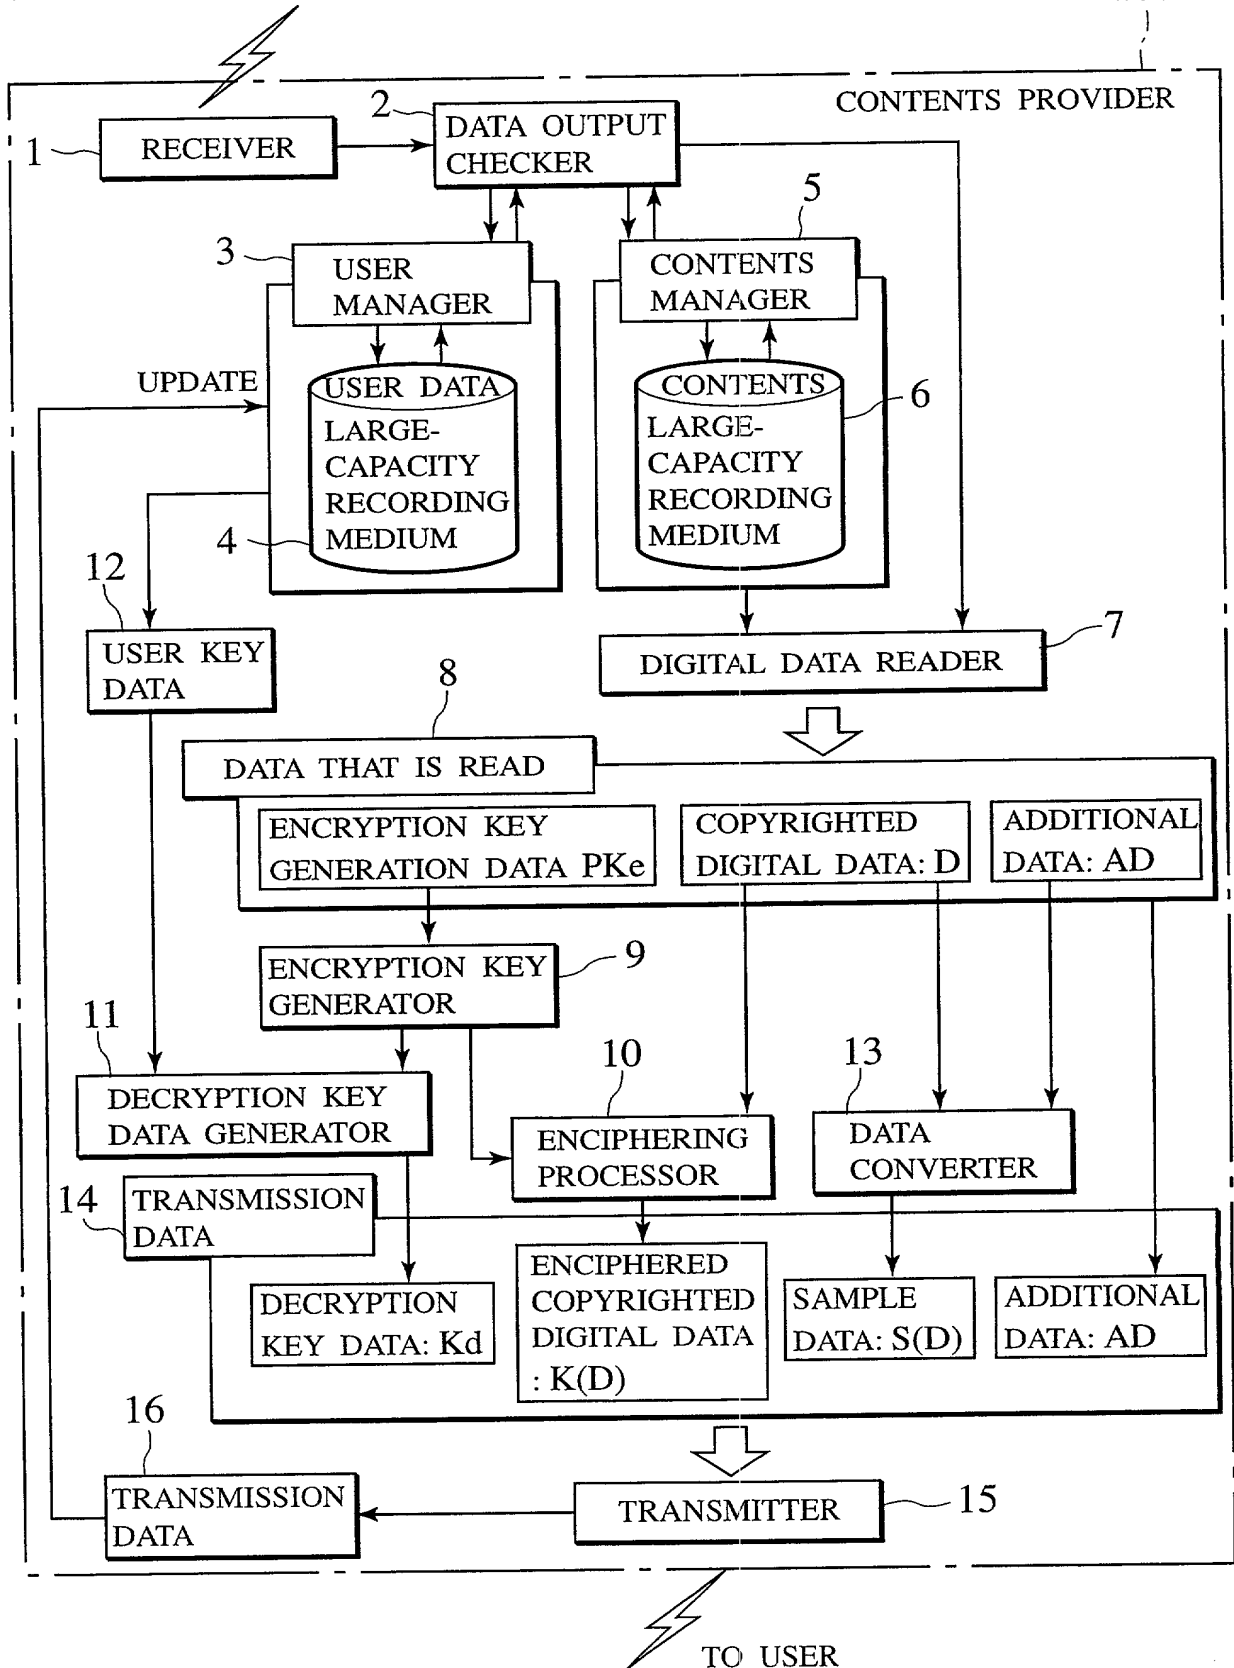 CONTENTS PROVIDER
2
DATA OUTPUT
CHECKER
1
RECEIVER
5
3
USER
MANAGER
CONTENTS
MANAGER
UPDATE
USER DATA
LARGE-
CAPACITY
RECORDING
MEDIUM
4
CONTENTS
LARGE-
CAPACITY
RECORDING
MEDIUM
6
12
USER KEY
DATA
7
DIGITAL DATA READER
8
DATA THAT IS READ
ENCRYPTION KEY
GENERATION DATA PKe
COPYRIGHTED
DIGITAL DATA: D
ADDITIONAL
DATA: AD
9
ENCRYPTION KEY
GENERATOR
11
DECRYPTION KEY
DATA GENERATOR
10
ENCIPHERING
PROCESSOR
13
DATA
CONVERTER
14
TRANSMISSION
DATA
DECRYPTION
KEY DATA: Kd
ENCIPHERED
COPYRIGHTED
DIGITAL DATA
: K(D)
SAMPLE
DATA: S(D)
ADDITIONAL
DATA: AD
16
TRANSMISSION
DATA
TRANSMITTER
15
TO USER